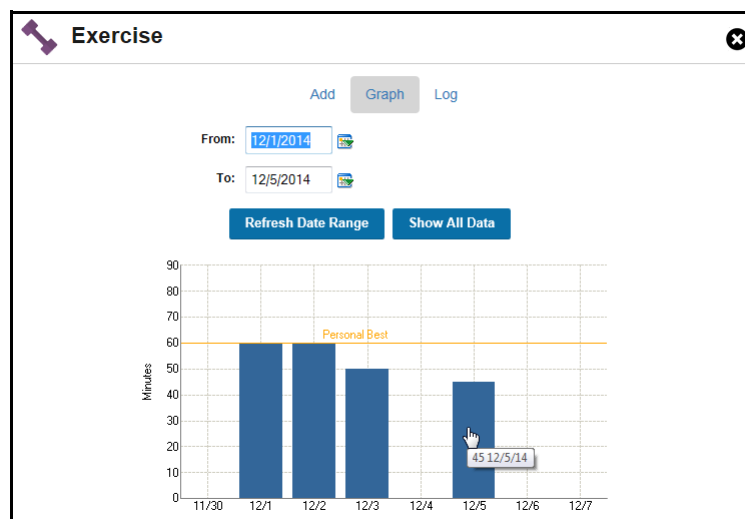 Exercise
Add Graph Log
From: 12/1/2014
To: 12/5/2014
Refresh Date Range Show All Data
90
80
70
Personal Best
60
50
Minutes
40
30
20
45 12/5/14
10
0
11/30 12/1 12/2 12/3 12/4 12/5 12/6 12/7